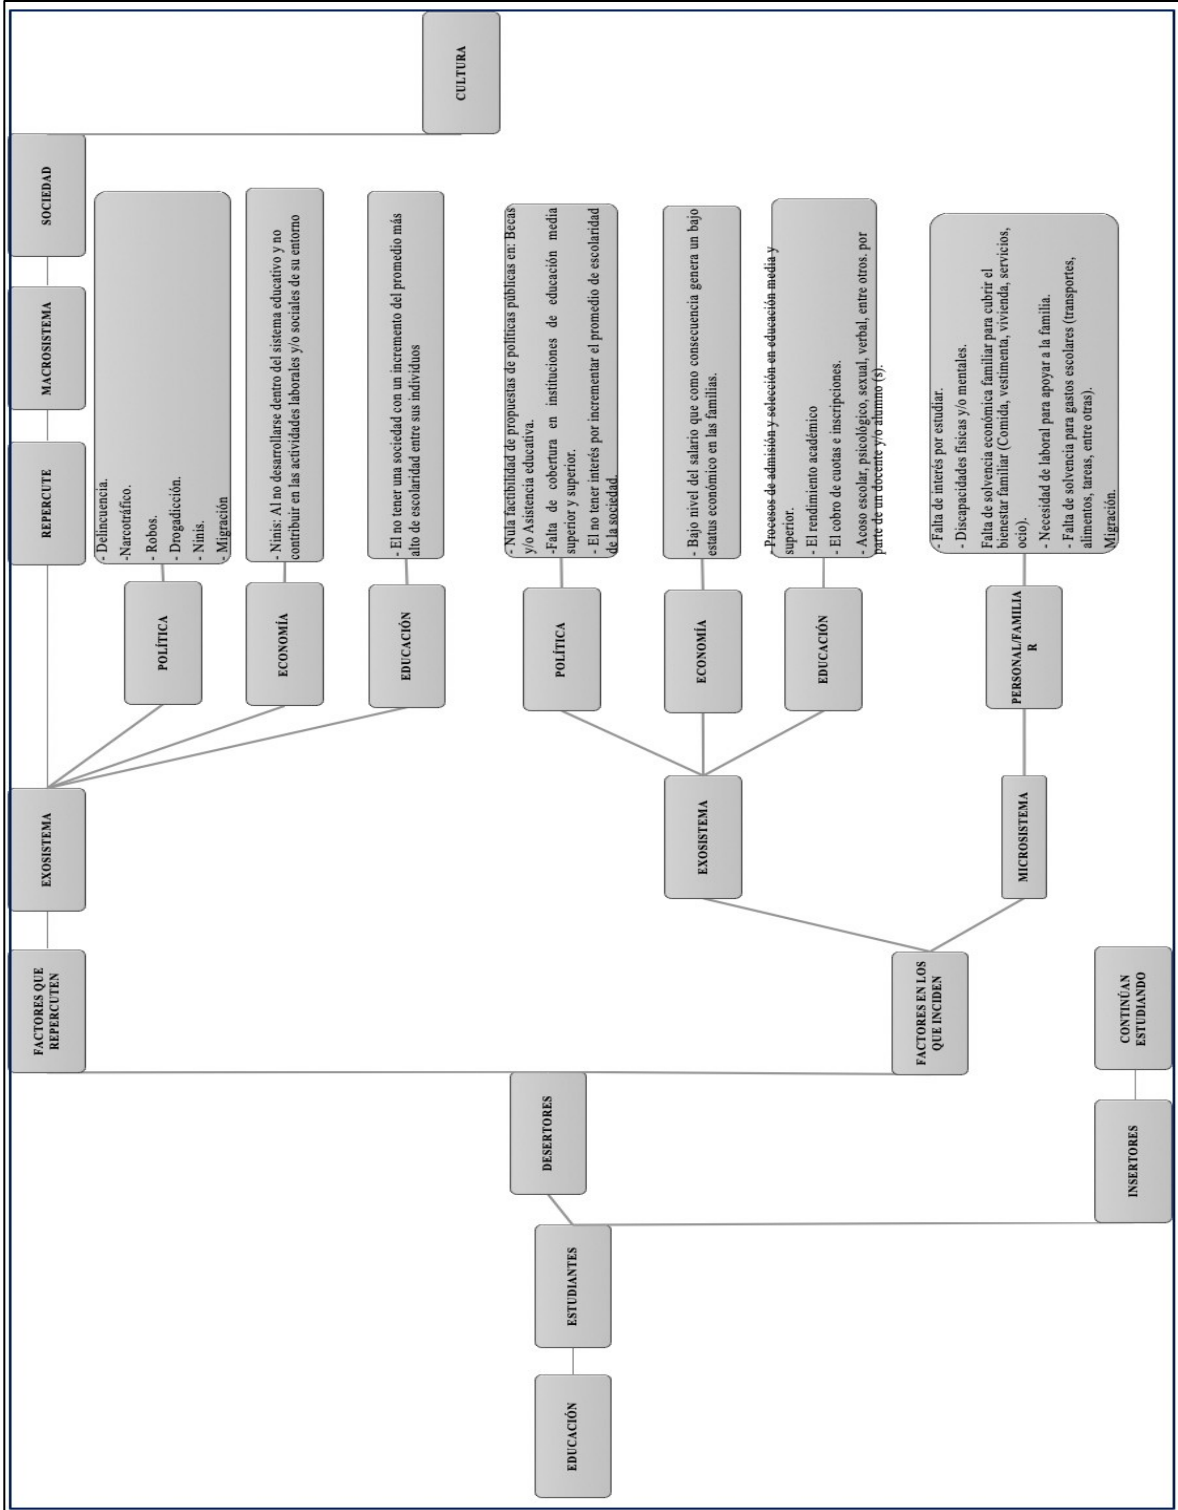 EDUCACIÓN
ESTUDIANTES
DESERTORES
INSERTORES
CONTINÚAN
ESTUDIANDO
FACTORES QUE
REPERCUTEN
EXOSISTEMA
REPERCUTE
MACROSISTEMA
SOCIEDAD
CULTURA
POLÍTICA
- Delincuencia.
-Narcotráfico.
- Robos.
- Drogadicción.
- Ninis.
- Migración
ECONOMÍA
- Ninis: Al no desarrollarse dentro del sistema educativo y no
contribuir en las actividades laborales y/o sociales de su entorno
EDUCACIÓN
- El no tener una sociedad con un incremento del promedio más
alto de escolaridad entre sus individuos
FACTORES EN LOS
QUE INCIDEN
EXOSISTEMA
POLÍTICA
- Nula factibilidad de propuestas de políticas públicas en: Becas
y/o Asistencia educativa.
-Falta de cobertura en instituciones de educación media
superior y superior.
- El no tener interés por incrementar el promedio de escolaridad
de la sociedad.
ECONOMÍA
- Bajo nivel del salario que como consecuencia genera un bajo
estatus económico en las familias.
EDUCACIÓN
- Procesos de admisión y selección en educación media y
superior.
- El rendimiento académico
- El cobro de cuotas e inscripciones.
- Acoso escolar, psicológico, sexual, verbal, entre otros. por
parte de un docente y/o alumno (s).
MICROSISTEMA
PERSONAL/FAMILIA
R
- Falta de interés por estudiar.
- Discapacidades físicas y/o mentales.
Falta de solvencia económica familiar para cubrir el
bienestar familiar (Comida, vestimenta, vivienda, servicios,
ocio).
- Necesidad de laboral para apoyar a la familia.
- Falta de solvencia para gastos escolares (transportes,
alimentos, tareas, entre otras).
Migración.